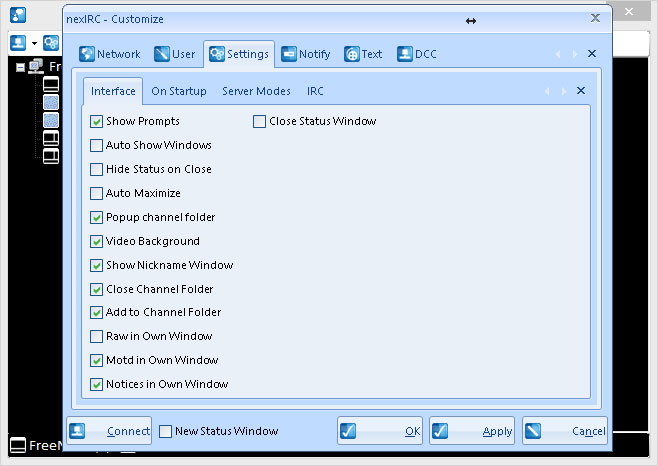 nexIRC - Customize
Network User Settings Notify Text DCC
Interface On Startup Server Modes IRC
Show Prompts Close Status Window
Auto Show Windows
Hide Status on Close
Auto Maximize
Popup channel folder
Video Background
Show Nickname Window
Close Channel Folder
Add to Channel Folder
Raw in Own Window
Motd in Own Window
Notices in Own Window
Connect New Status Window OK Apply Cancel